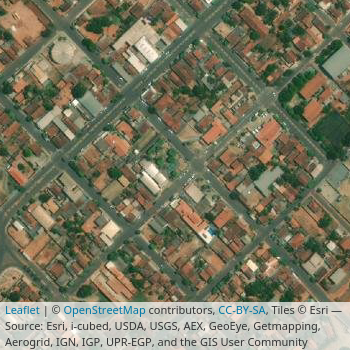 Leaflet | © OpenStreetMap contributors, CC-BY-SA, Tiles © Esri —
Source: Esri, i-cubed, USDA, USGS, AEX, GeoEye, Getmapping,
Aerogrid, IGN, IGP, UPR-EGP, and the GIS User Community